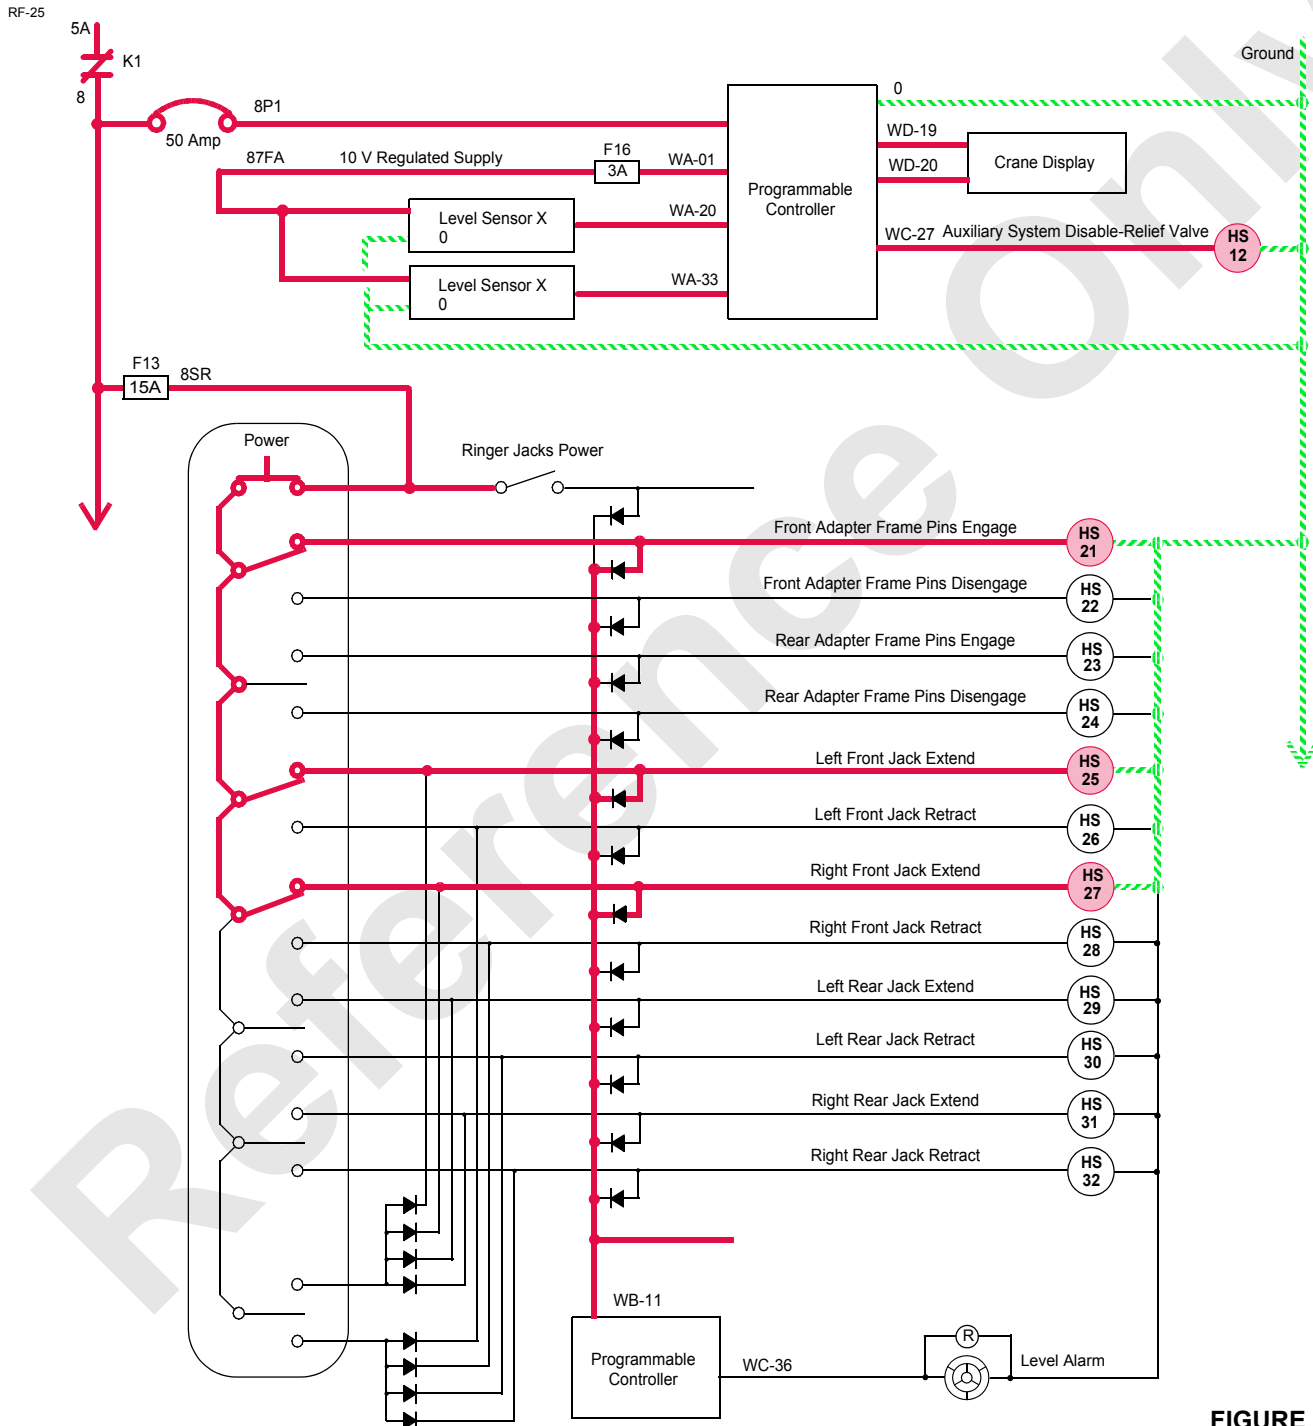 RF-25
5A
K1
Ground
8
8P1
0
50 Amp
WD-19
87FA
10 V Regulated Supply
F16
3A
WA-01
Crane Display
WD-20
Programmable
Controller
Level Sensor X
0
WA-20
WC-27
Auxiliary System Disable-Relief Valve
HS
12
Level Sensor X
0
WA-33
F13
15A
8SR
Power
Ringer Jacks Power
Front Adapter Frame Pins Engage
HS
21
Front Adapter Frame Pins Disengage
HS
22
Rear Adapter Frame Pins Engage
HS
23
Rear Adapter Frame Pins Disengage
HS
24
Left Front Jack Extend
HS
25
Left Front Jack Retract
HS
26
Right Front Jack Extend
HS
27
Right Front Jack Retract
HS
28
Left Rear Jack Extend
HS
29
Left Rear Jack Retract
HS
30
Right Rear Jack Extend
HS
31
Right Rear Jack Retract
HS
32
WB-11
Programmable
Controller
WC-36
R
Level Alarm
FIGURE
Reference Only